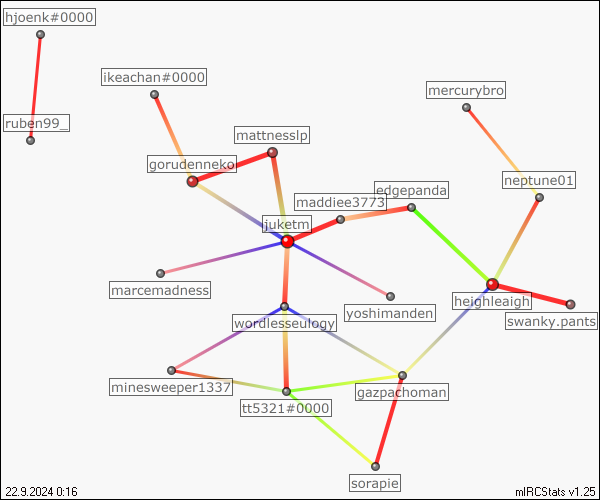 hjoenk#0000
ikeachan#0000
mercurybro
ruben99_
mattnesslp
gorudenneko
neptune01
edgepanda
maddiee3773
juketm
marcemadness
heighleaigh
yoshimanden
swanky.pants
wordlesseulogy
minesweeper1337
gazpachoman
tt5321#0000
sorapie
22.9.2024 0:16
mIRCStats v1.25